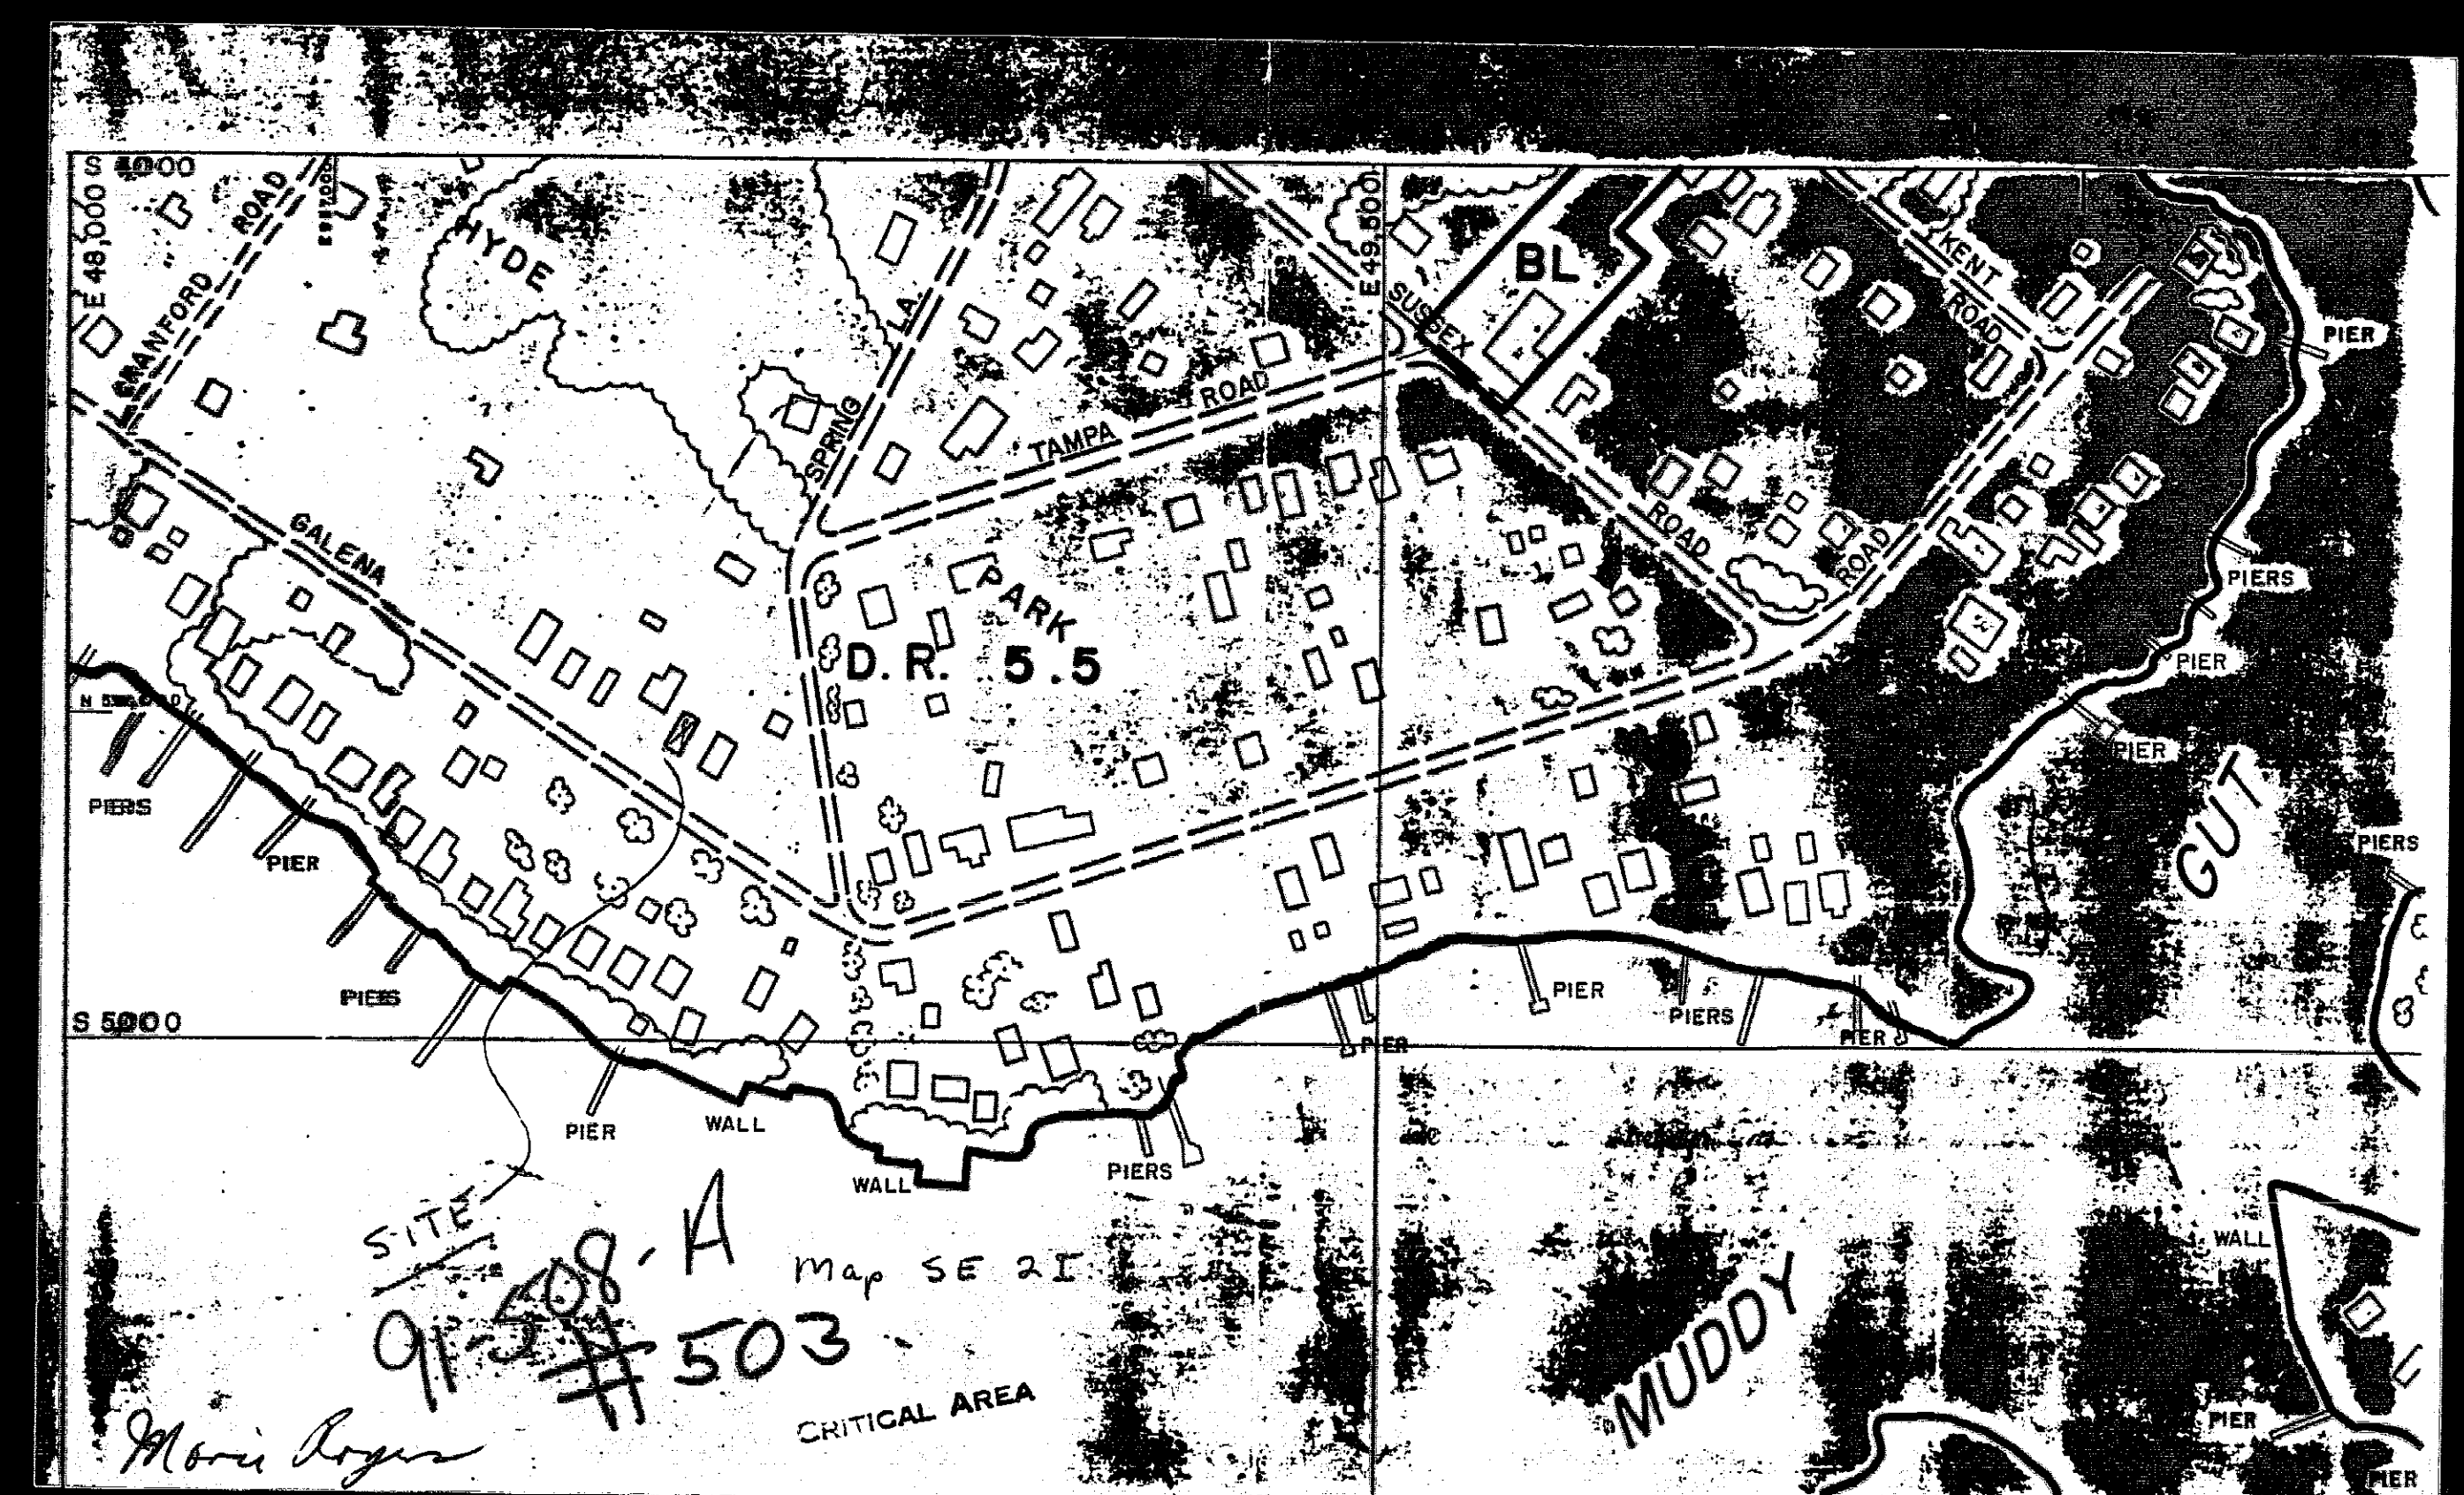 S 4000
E 48,000
CRANFORD ROAD
HYDE
SPRING LA.
E 49,500
BL
SUSSEX
KENT
ROAD
PIER
TAMPA ROAD
GALENA
ROAD
ROAD
PIERS
PARK
D.R. 5.5
PIER
PIER
GUT
PIERS
PIERS
PIER
PIERS
S 5000
PIER
PIERS
PIER
PIER
PIER
WALL
WALL
PIERS
SITE
91-508-A
Map SE 2I
#503
CRITICAL AREA
MUDDY
WALL
PIER
PIER